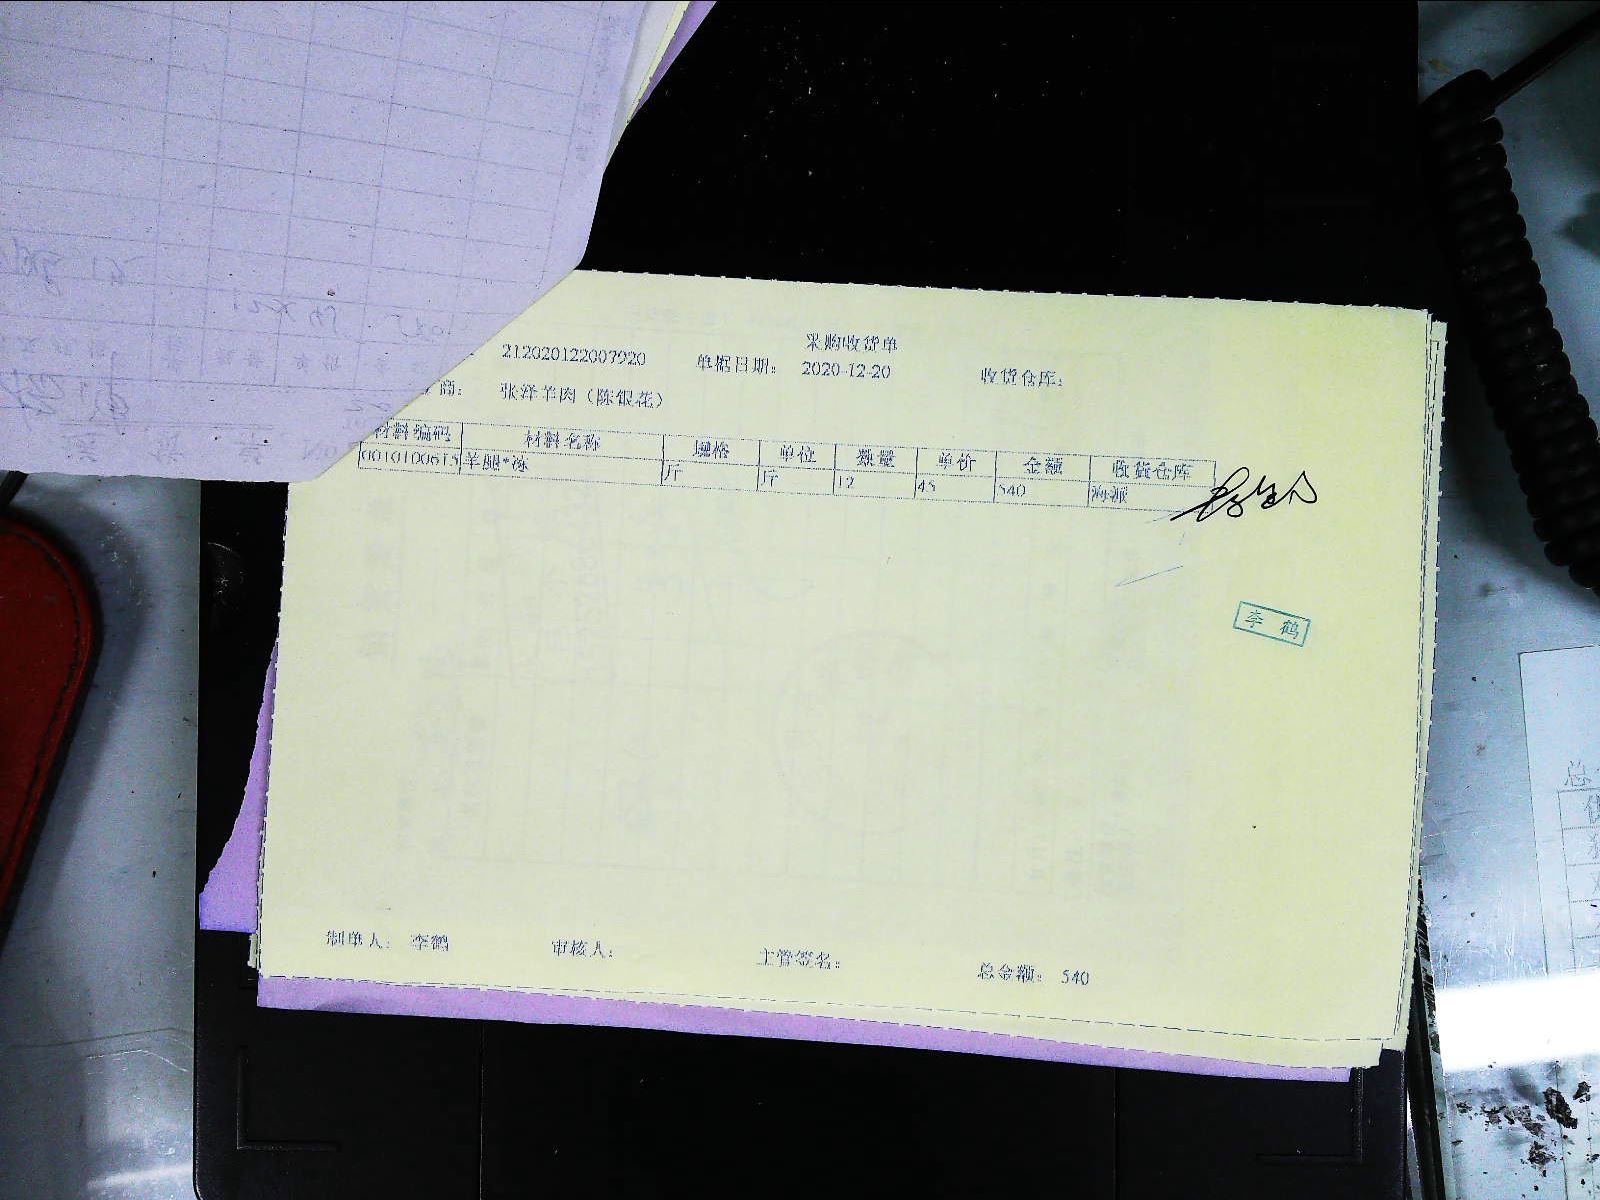 采购收货单
212020122007920 单据日期： 2020-12-20 收货仓库：
商： 张泽羊肉（陈银花）
材料编码 材料名称 规格 单位 数量 单价 金额 收货仓库
0010100615 羊腿*冻 斤 斤 12 45 540
李 鹤
制单人： 李鹤 审核人： 主管签名： 总金额： 540